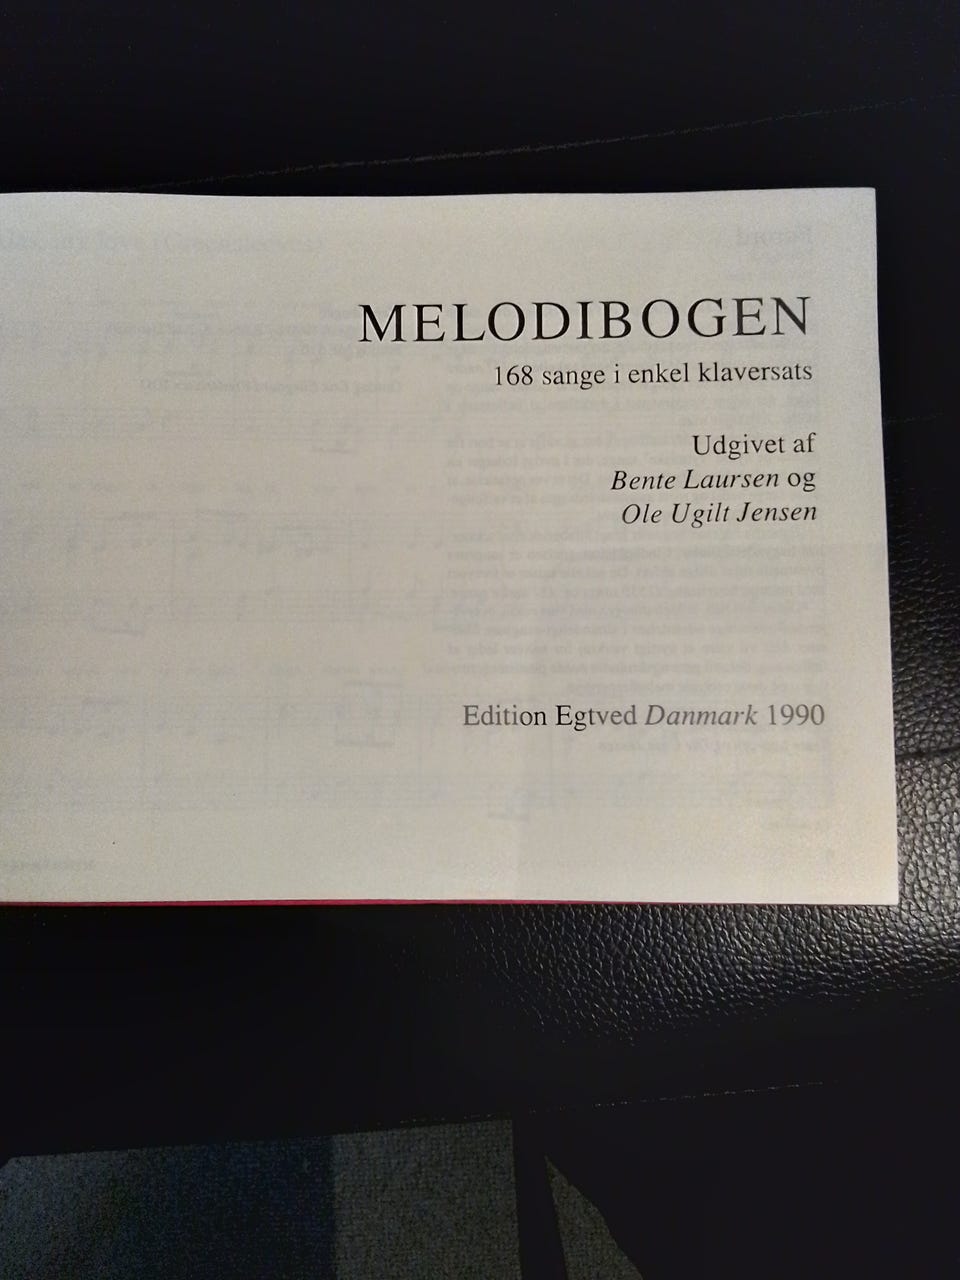 MELODIBOGEN
168 sange i enkel klaversats
Udgivet af
Bente Laursen og
Ole Ugilt Jensen
Edition Egtved Danmark 1990